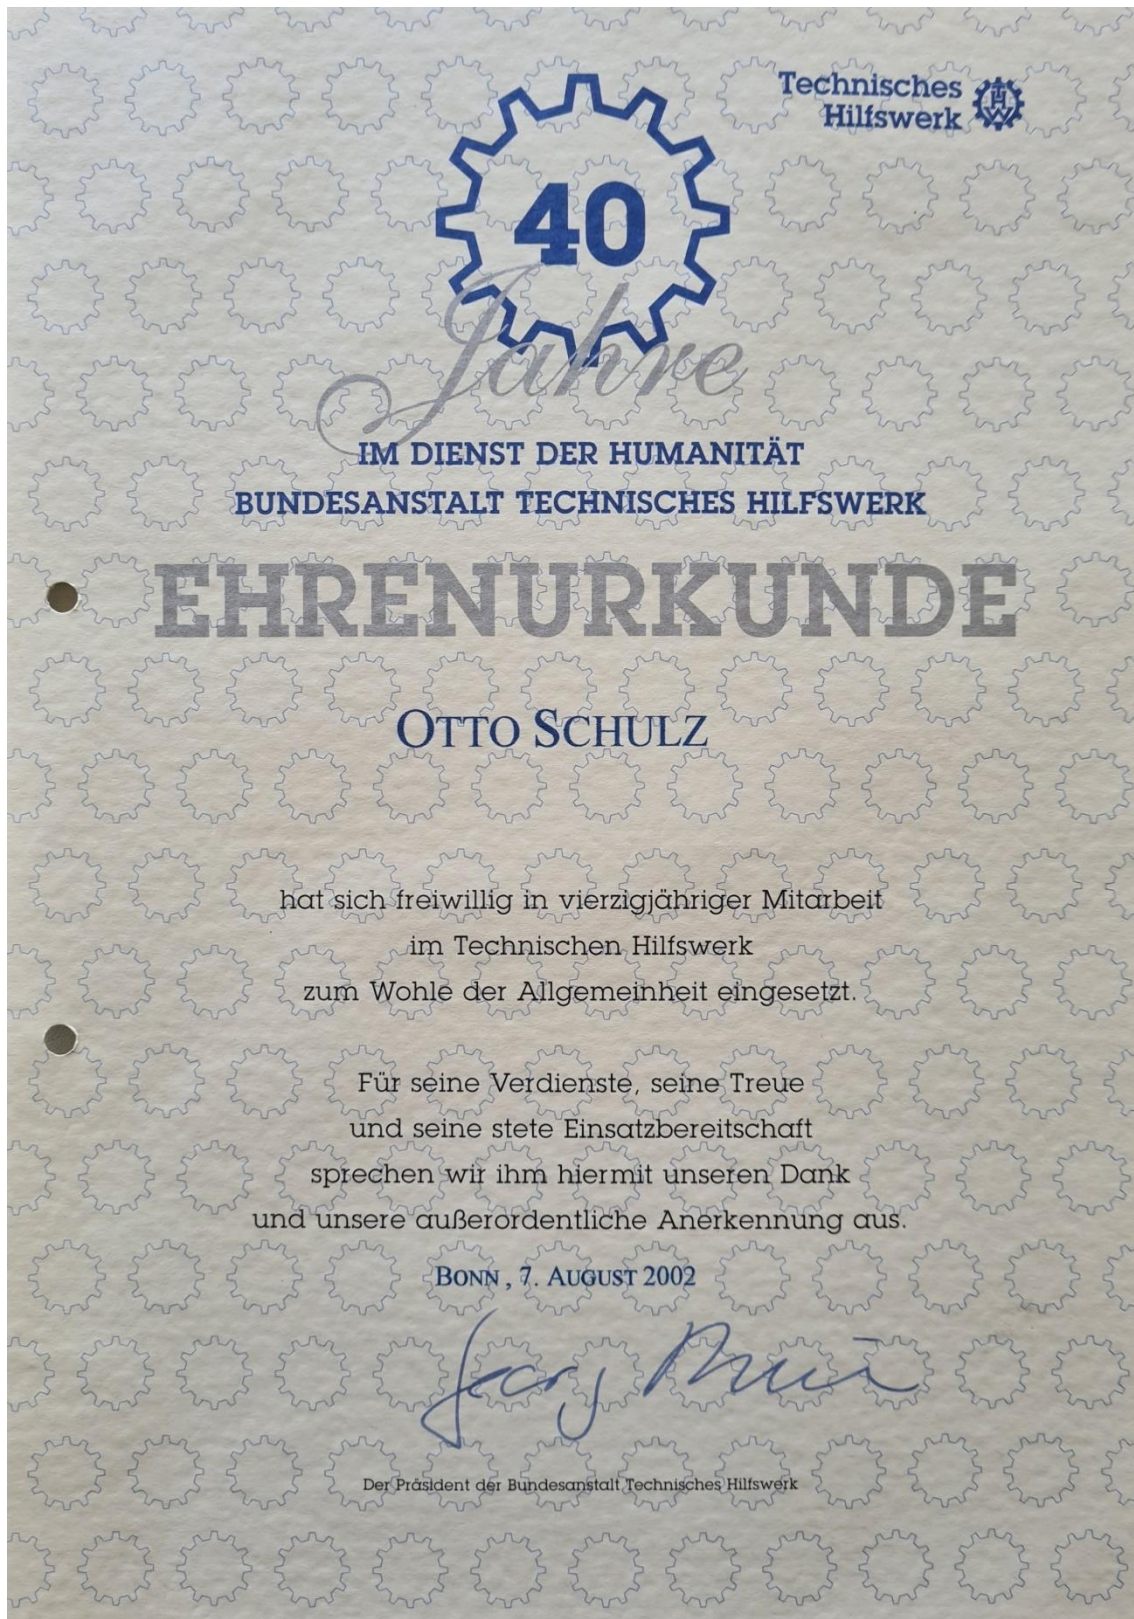 Technisches
Hilfswerk
THW
40
Jahre
IM DIENST DER HUMANITÄT
BUNDESANSTALT TECHNISCHES HILFSWERK
EHRENURKUNDE
OTTO SCHULZ
hat sich freiwillig in vierzigjähriger Mitarbeit
im Technischen Hilfswerk
zum Wohle der Allgemeinheit eingesetzt.
Für seine Verdienste, seine Treue
und seine stete Einsatzbereitschaft
sprechen wir ihm hiermit unseren Dank
und unsere außerordentliche Anerkennung aus.
BONN , 7. AUGUST 2002
Der Präsident der Bundesanstalt Technisches Hilfswerk